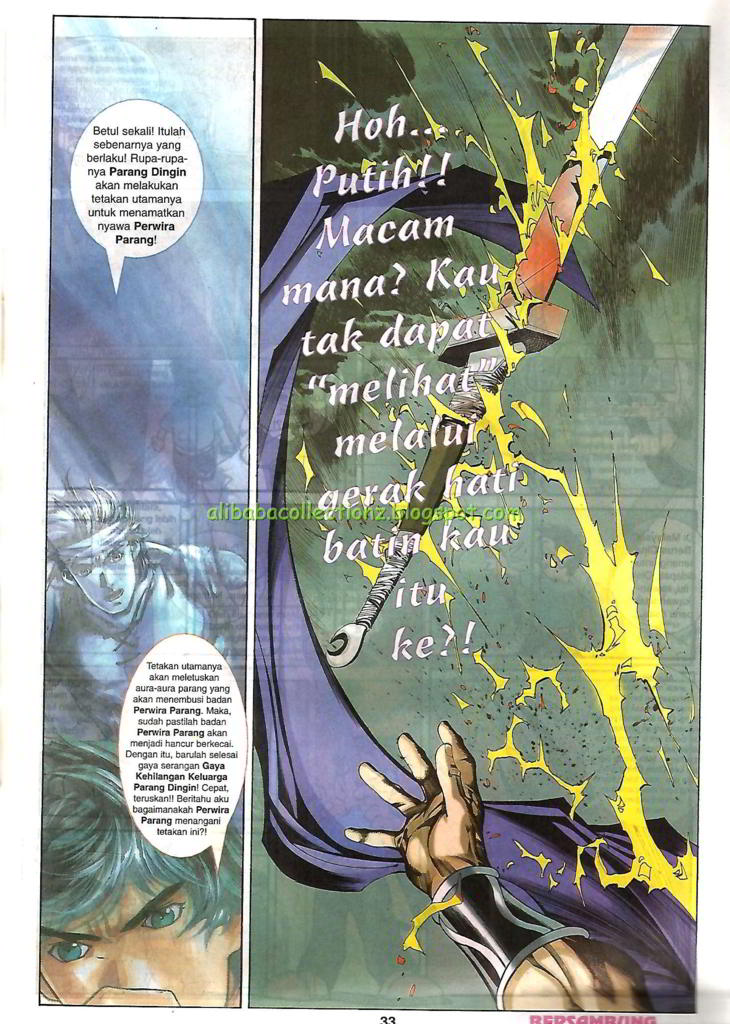 Betul sekali! Itulah
sebenarnya yang
berlaku! Rupa-rupa-
nya Parang Dingin
akan melakukan
tetakan utamanya
untuk menamatkan
nyawa Perwira
Parang!
Tetakan utamanya
akan meletuskan
aura-aura parang yang
akan menembusi badan
Perwira Parang. Maka,
sudah pastilah badan
Perwira Parang akan
menjadi hancur berkecai.
Dengan itu, barulah selesai
gaya serangan Gaya
Kehilangan Keluarga
Parang Dingin! Cepat,
teruskan!! Beritahu aku
bagaimanakah Perwira
Parang menangani
tetakan ini?!
Hoh...
Putih!!
Macam
mana? Kau
tak dapat
“melihat”
melalui
gerak hati
batin kau
itu
ke?!
alibabacollectionz.blogspot.com
33
BERSAMBUNG